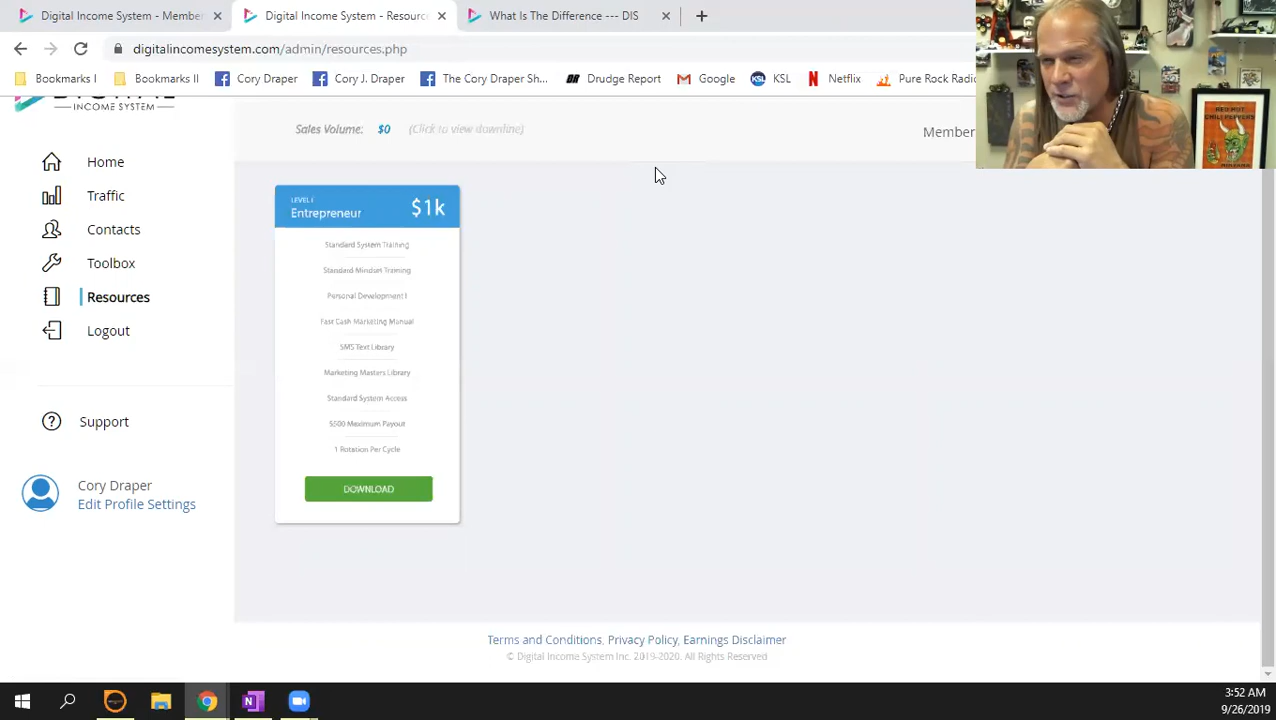 Digital Income System - Member
Digital Income System - Resourc
What Is The Difference --- DIS
digitalincomesystem.com/admin/resources.php
Bookmarks I
Bookmarks II
Cory Draper
Cory J. Draper
The Cory Draper Sh...
Drudge Report
Google
KSL
KSL
Netflix
Pure Rock Radio
INCOME SYSTEM
Sales Volume: $0 (Click to view downline)
Member
RED HOT
CHILI PEPPERS
Home
Traffic
Contacts
Toolbox
Resources
Logout
Support
Cory Draper
Edit Profile Settings
LEVEL I
Entrepreneur
$1k
Standard System Training
Standard Mindset Training
Personal Development I
Fast Cash Marketing Manual
SMS Text Library
Marketing Masters Library
Standard System Access
$500 Maximum Payout
1 Rotation Per Cycle
DOWNLOAD
Terms and Conditions, Privacy Policy, Earnings Disclaimer
© Digital Income System Inc. 2019-2020. All Rights Reserved
3:52 AM
9/26/2019